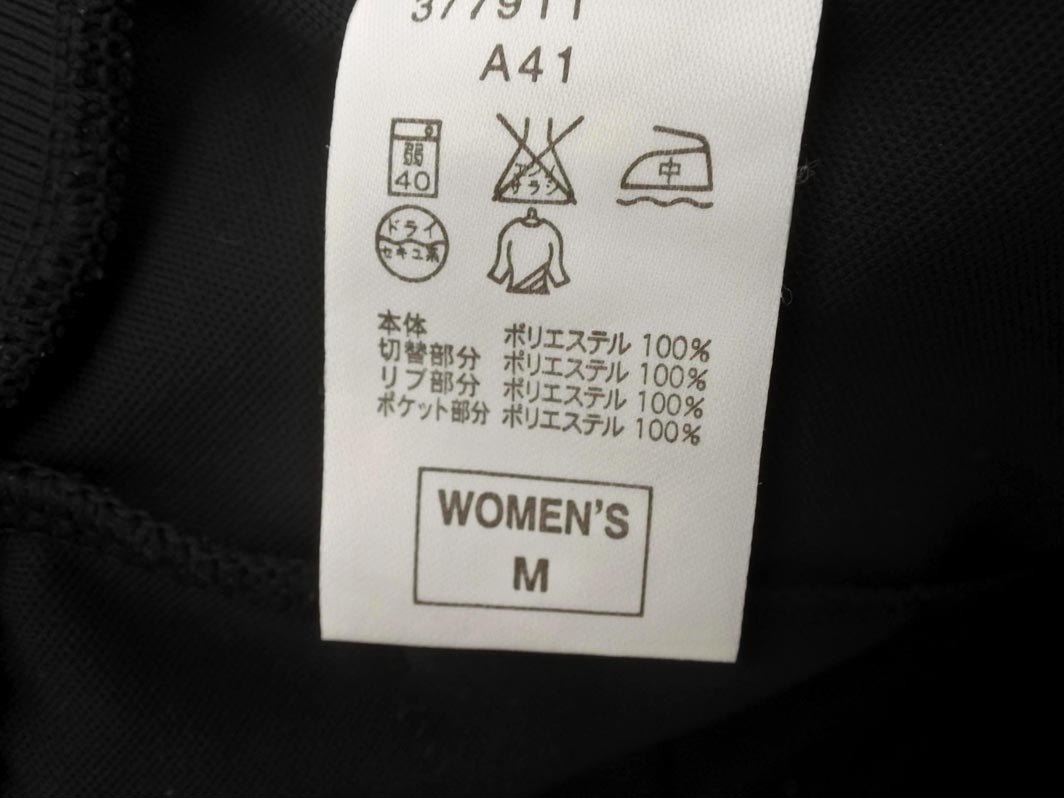 377911
A41
弱
40
エンソ
サラシ
中
ドライ
セキユ系
本体 ポリエステル 100%
切替部分 ポリエステル 100%
リブ部分 ポリエステル 100%
ポケット部分 ポリエステル 100%
WOMEN'S
M